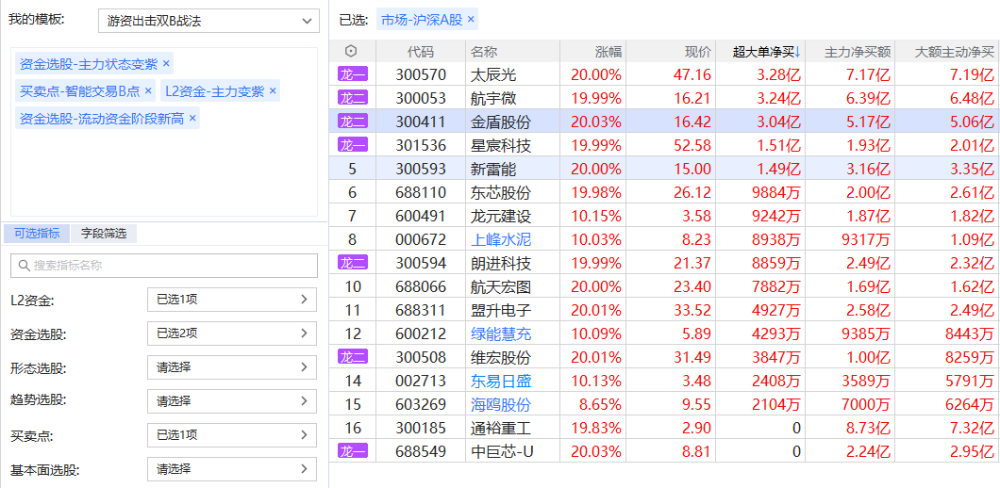 我的模板: 游资出击双B战法
资金选股-主力状态变紫 ×
买卖点-智能交易B点 × L2资金-主力变紫 ×
资金选股-流动资金阶段新高 ×
可选指标 字段筛选
搜索指标名称
L2资金: 已选1项
资金选股: 已选2项
形态选股: 请选择
趋势选股: 请选择
买卖点: 已选1项
基本面选股: 请选择
已选: 市场-沪深A股 ×
代码 名称 涨幅 现价 超大单净买↓ 主力净买额 大额主动净买
龙一 300570 太辰光 20.00% 47.16 3.28亿 7.17亿 7.19亿
龙二 300053 航宇微 19.99% 16.21 3.24亿 6.39亿 6.48亿
龙二 300411 金盾股份 20.03% 16.42 3.04亿 5.17亿 5.06亿
龙一 301536 星宸科技 19.99% 52.58 1.51亿 1.93亿 2.01亿
5 300593 新雷能 20.00% 15.00 1.49亿 3.16亿 3.35亿
6 688110 东芯股份 19.98% 26.12 9884万 2.00亿 2.61亿
7 600491 龙元建设 10.15% 3.58 9242万 1.87亿 1.82亿
8 000672 上峰水泥 10.03% 8.23 8938万 9317万 1.09亿
龙二 300594 朗进科技 19.99% 21.37 8859万 2.49亿 2.32亿
10 688066 航天宏图 20.00% 23.40 7882万 1.69亿 1.62亿
11 688311 盟升电子 20.01% 33.52 4927万 2.58亿 2.49亿
12 600212 绿能慧充 10.09% 5.89 4293万 9385万 8443万
龙二 300508 维宏股份 20.01% 31.49 3847万 1.00亿 8259万
14 002713 东易日盛 10.13% 3.48 2408万 3589万 5791万
15 603269 海鸥股份 8.65% 9.55 2104万 7000万 6264万
16 300185 通裕重工 19.83% 2.90 0 8.73亿 7.32亿
龙一 688549 中巨芯-U 20.03% 8.81 0 2.24亿 2.95亿